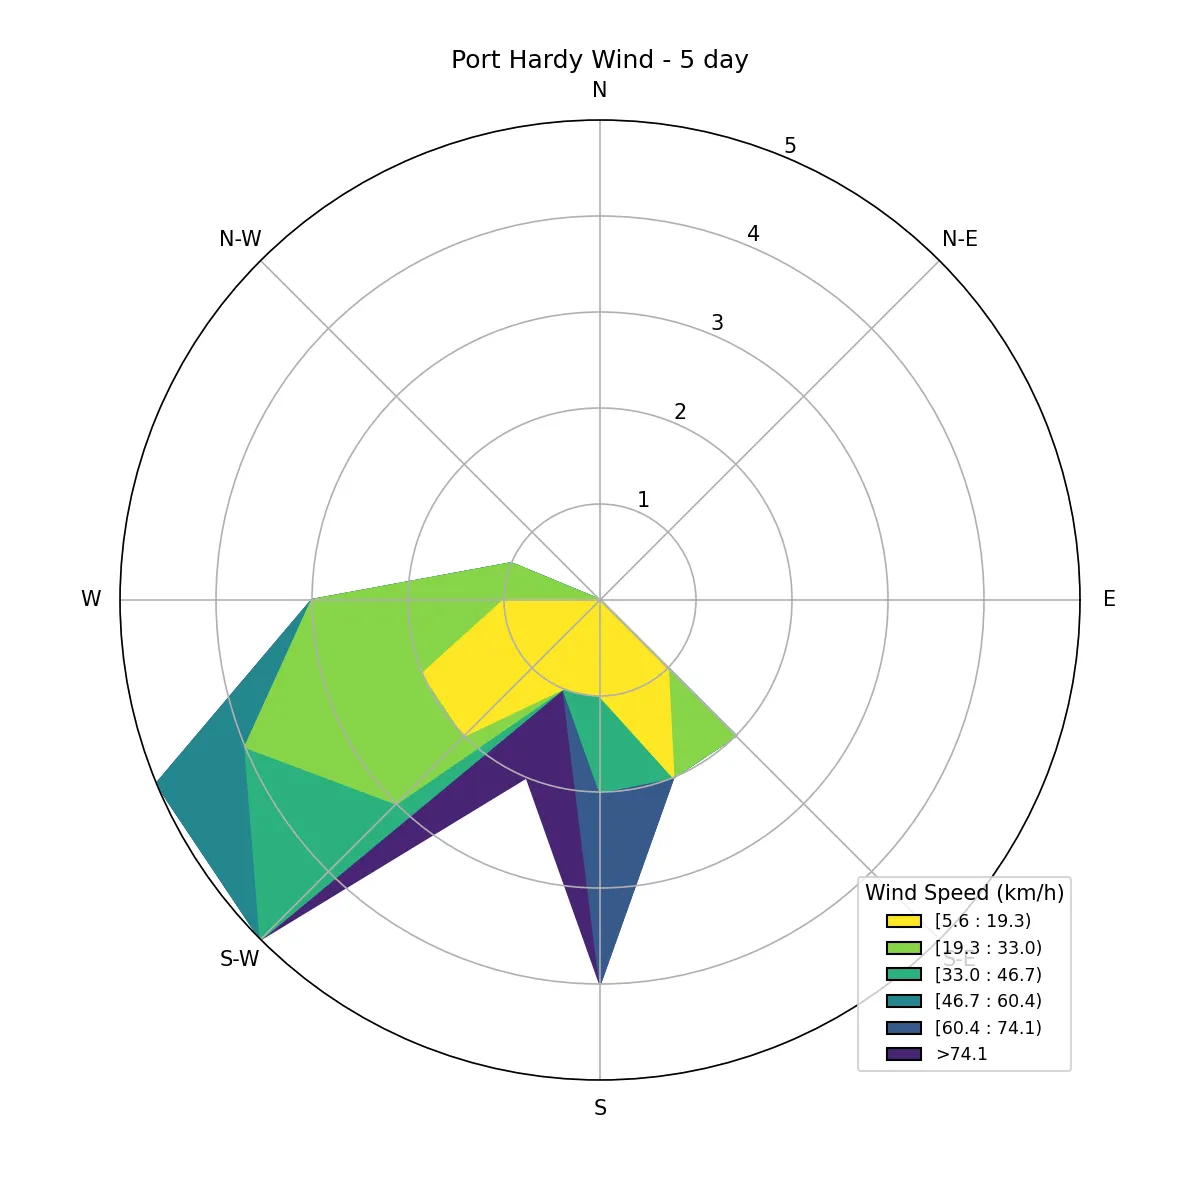 Port Hardy Wind - 5 day
N
5
N-W
4
N-E
3
2
1
W
E
Wind Speed (km/h)
[5.6 : 19.3)
[19.3 : 33.0)
S-W
S-E
[33.0 : 46.7)
[46.7 : 60.4)
[60.4 : 74.1)
>74.1
S